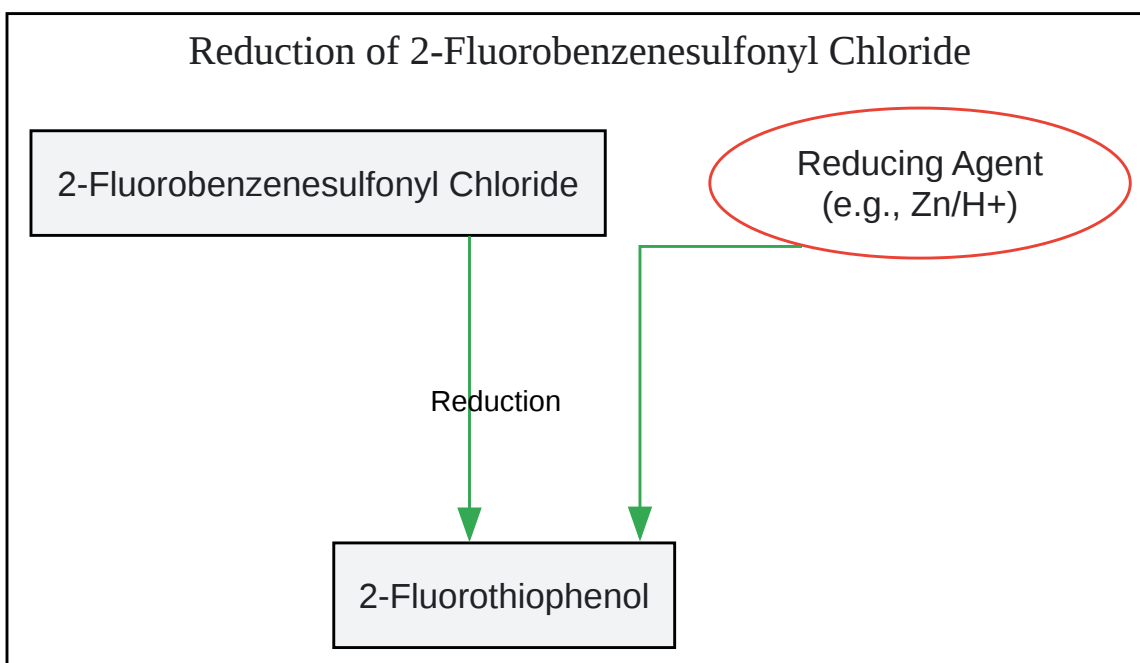 Reduction of 2-Fluorobenzenesulfonyl Chloride
2-Fluorobenzenesulfonyl Chloride
Reducing Agent
(e.g., Zn/H+)
Reduction
2-Fluorothiophenol